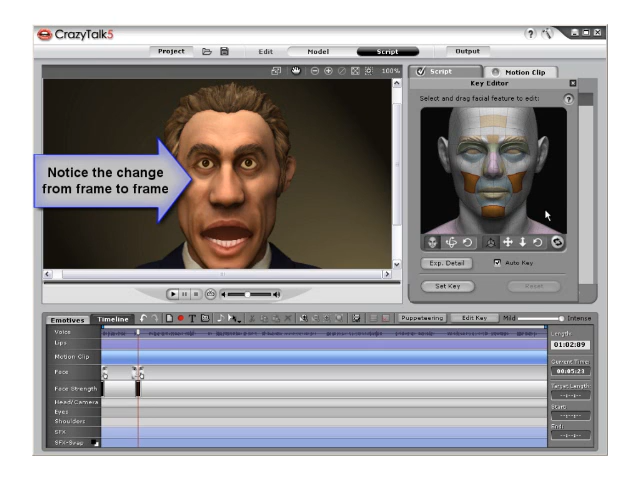 CrazyTalk5
Project
Edit
Model
Script
Output
100%
Script
Motion Clip
Key Editor
Select and drag facial feature to edit:
Notice the change
from frame to frame
Exp. Detail
Auto Key
Set Key
Reset
Emotives
Timeline
Puppeteering
Edit Key
Mild
Intense
Voice
Lips
Motion Clip
Face
Face Strength
Head/Camera
Eyes
Shoulders
SFX
SFX-Swap
Length:
01:02:89
Current Time:
00:05:23
Target Length:
--:--:--
Start:
--:--:--
End:
--:--:--